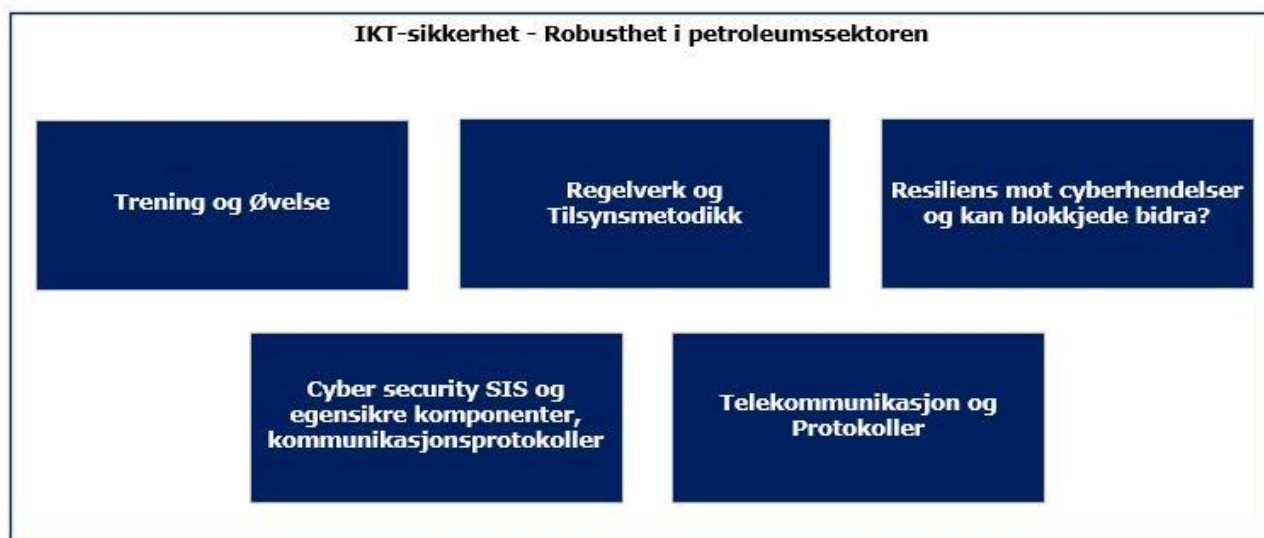 IKT-sikkerhet - Robusthet i petroleumssektoren
Trening og Øvelse
Regelverk og
Tilsynsmetodikk
Resiliens mot cyberhendelser
og kan blokkjede bidra?
Cyber security SIS og
egensikre komponenter,
kommunikasjonsprotokoller
Telekommunikasjon og
Protokoller